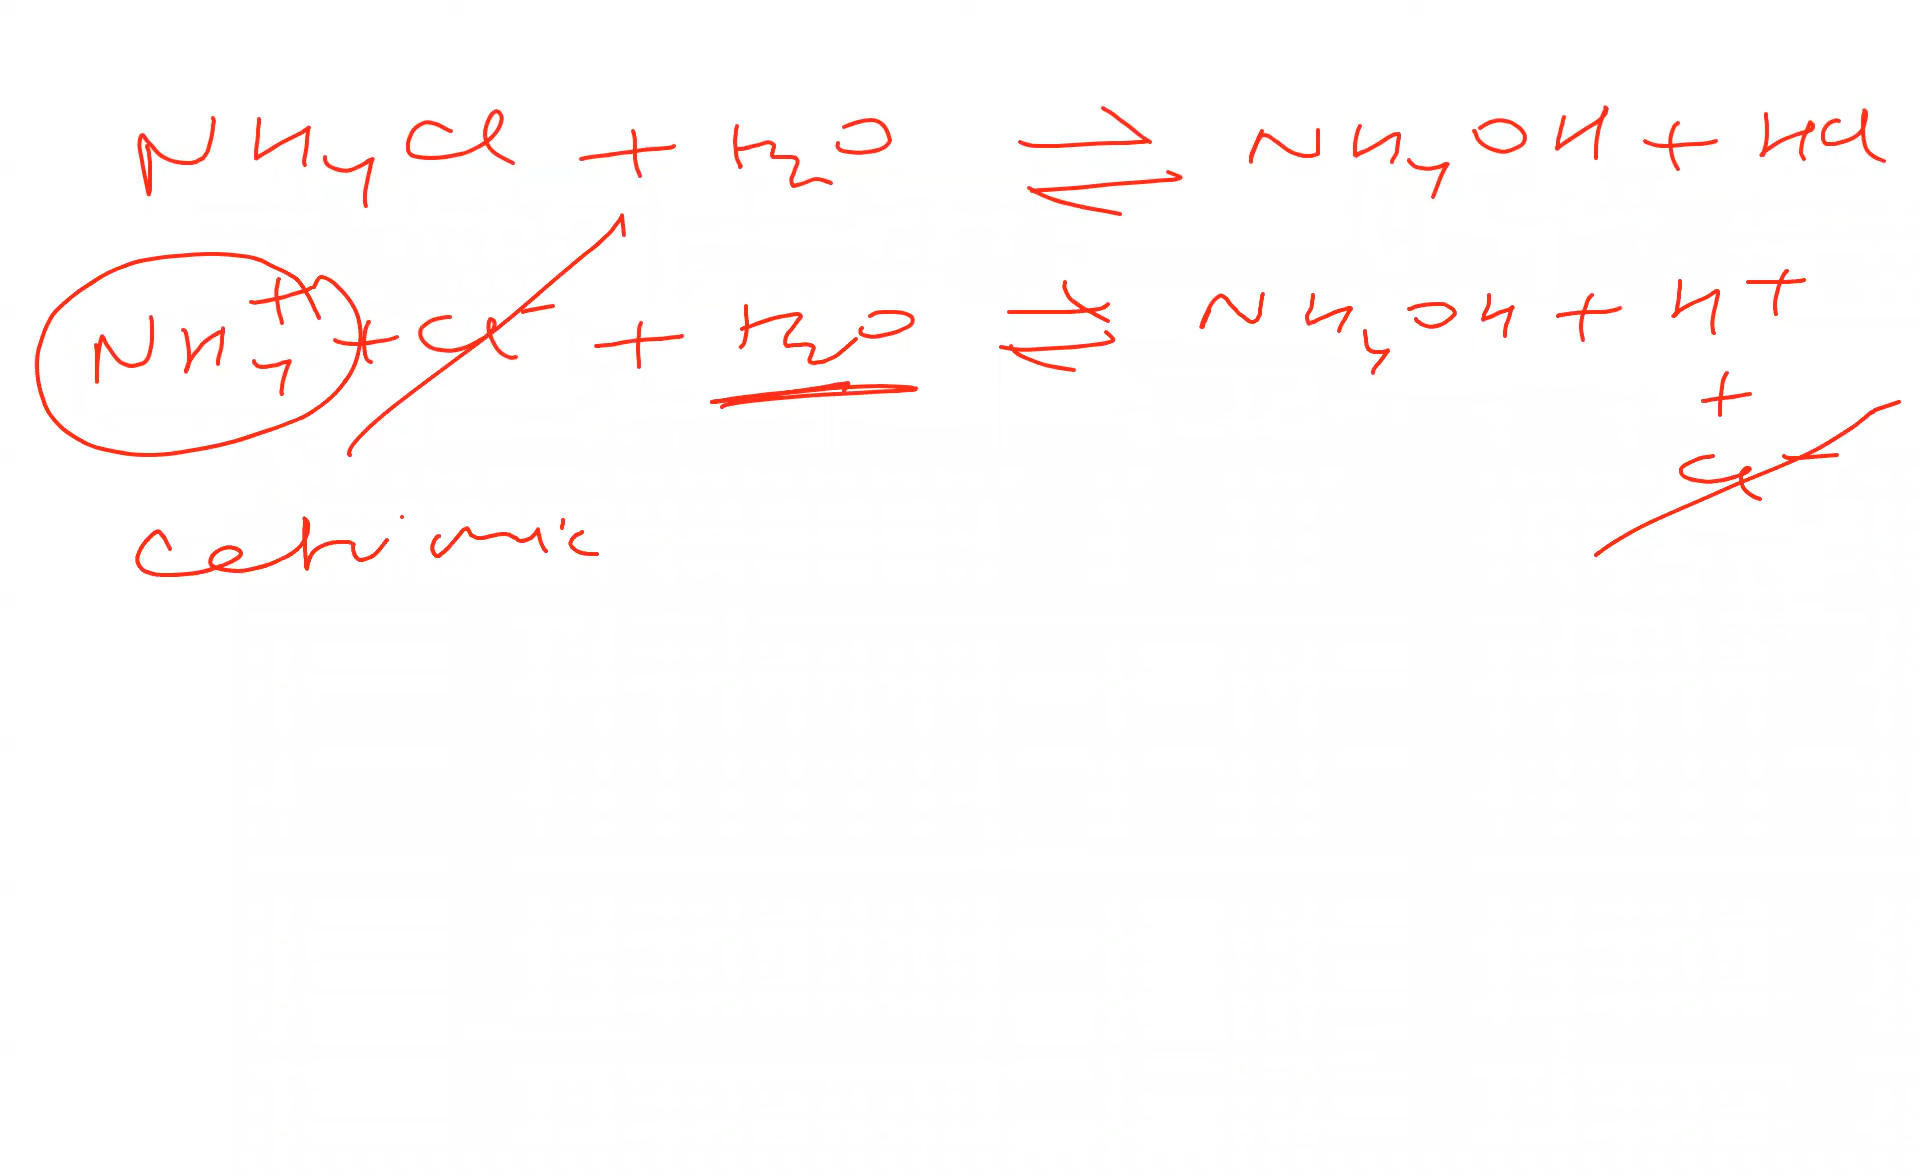 NH₄Cl + H₂O ⇌ NH₄OH + HCl
NH₄⁺ + Cl⁻ + H₂O ⇌ NH₄OH + H⁺
+
Cl⁻
Cationic